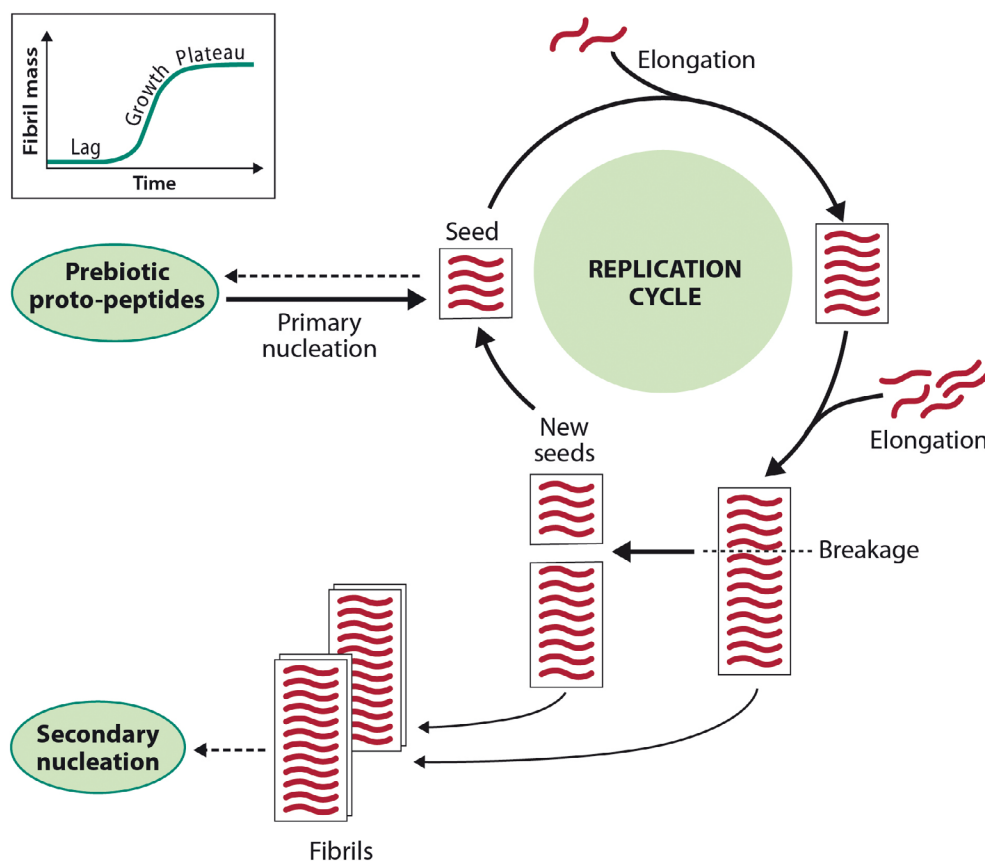 Fibril mass
Lag
Growth
Plateau
Time
Elongation
Seed
REPLICATION
CYCLE
Prebiotic
proto-peptides
Primary
nucleation
Elongation
New
seeds
Breakage
Secondary
nucleation
Fibrils